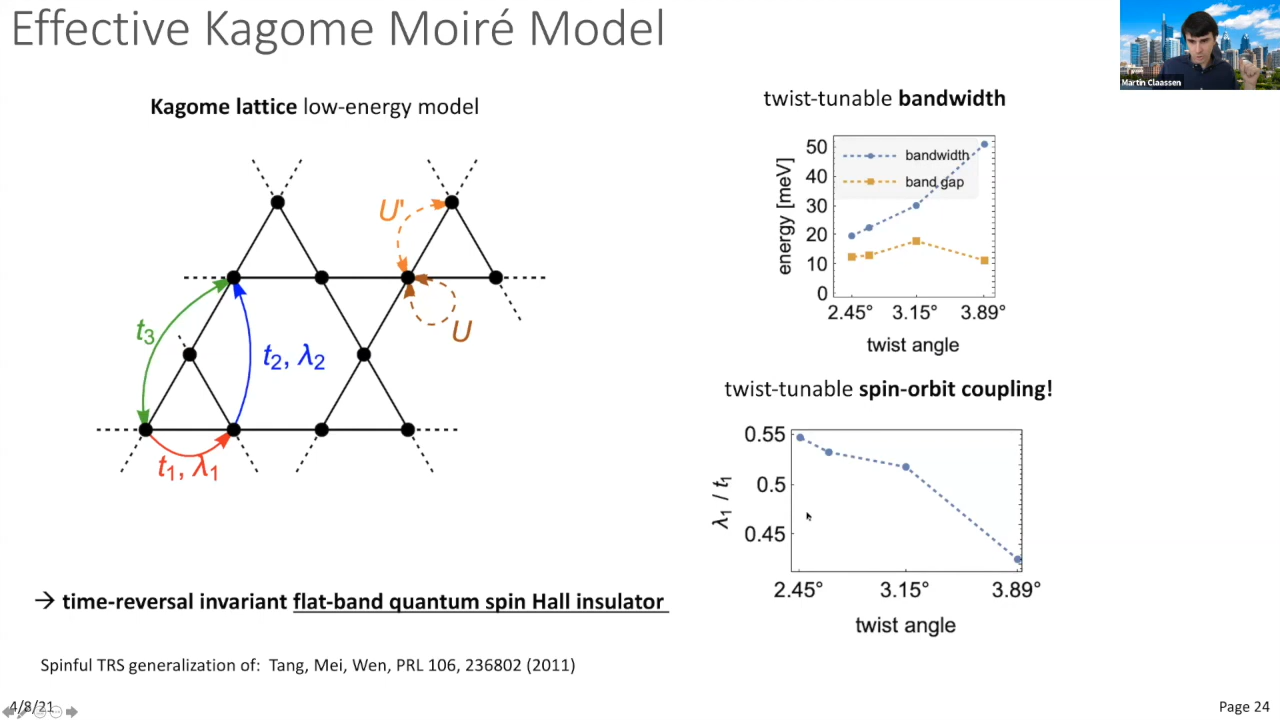 Effective Kagome Moiré Model
Martin Claassen
Kagome lattice low-energy model
U'
U
t3
t2, λ2
t1, λ1
→ time-reversal invariant flat-band quantum spin Hall insulator
Spinful TRS generalization of: Tang, Mei, Wen, PRL 106, 236802 (2011)
twist-tunable bandwidth
energy [meV]
50
40
30
20
10
0
bandwidth
band gap
2.45° 3.15° 3.89°
twist angle
twist-tunable spin-orbit coupling!
λ1 / t1
0.55
0.5
0.45
2.45° 3.15° 3.89°
twist angle
4/8/21
Page 24